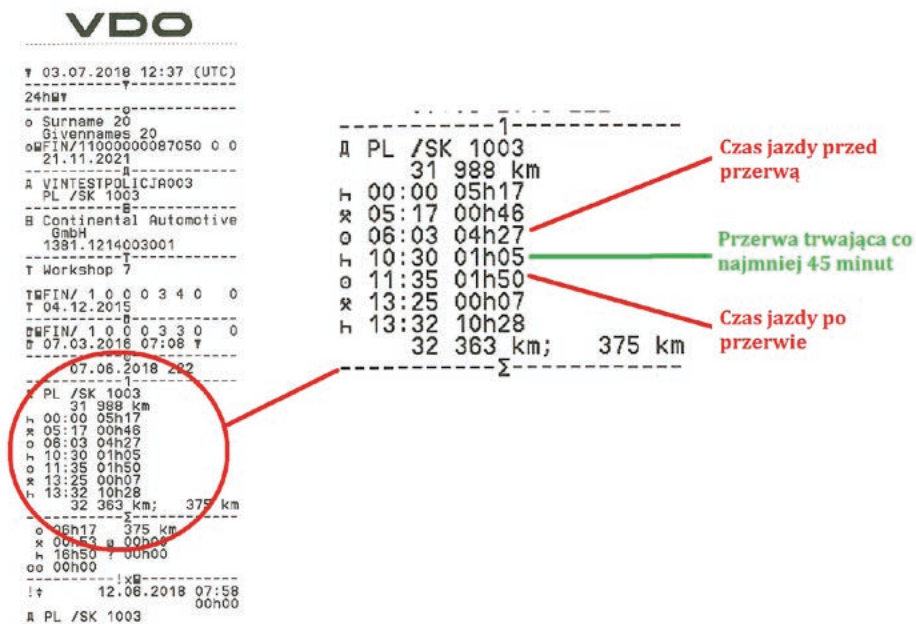 VDO
▼ 03.07.2018 12:37 (UTC)
24h▼
o Surname 20
Givennames 20
FIN/11000000087050 0 0
21.11.2021
A VINTESTPOLICJA003
PL /SK 1003
B Continental Automotive
GmbH
1381.1214003001
T Workshop 7
T FIN/ 1 0 0 0 3 4 0 0
T 04.12.2015
FIN/ 1 0 0 0 3 3 0 0
07.03.2016 07:08 ▼
07.06.2018 222
1
PL /SK 1003
31 988 km
h 00:00 05h17
05:17 00h46
o 06:03 04h27
h 10:30 01h05
o 11:35 01h50
13:25 00h07
h 13:32 10h28
32 363 km; 375 km
Σ
o 06h17 375 km
00h53 00h00
h 16h50 ? 00h00
oo 00h00
!x
! 12.06.2018 07:58
00h00
A PL /SK 1003
1
A PL /SK 1003
31 988 km
h 00:00 05h17
05:17 00h46
o 06:03 04h27
h 10:30 01h05
o 11:35 01h50
13:25 00h07
h 13:32 10h28
32 363 km; 375 km
Σ
Czas jazdy przed
przerwą
Przerwa trwająca co
najmniej 45 minut
Czas jazdy po
przerwie